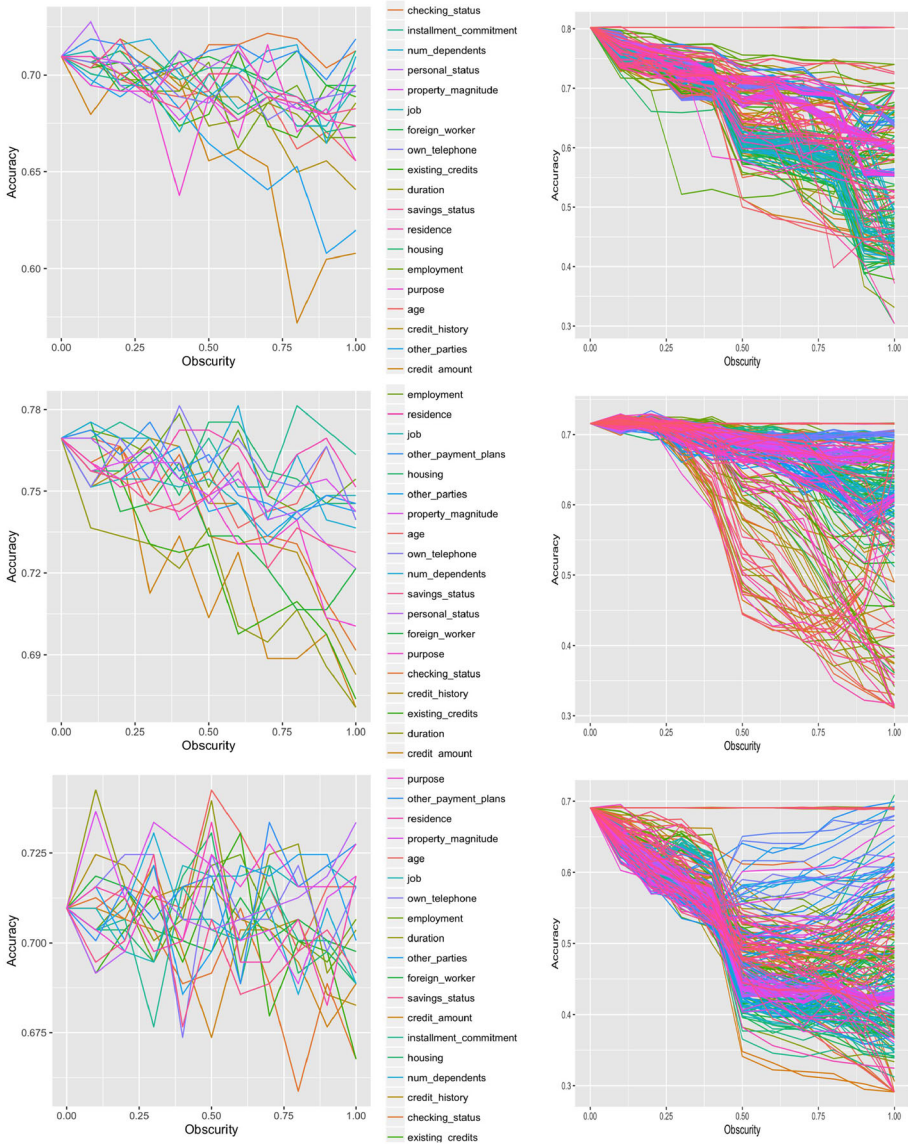 0.70
0.65
0.60
Accuracy
0.00
0.25
0.50
0.75
1.00
Obscurity
checking_status
installment_commitment
num_dependents
personal_status
property_magnitude
job
foreign_worker
own_telephone
existing_credits
duration
savings_status
residence
housing
employment
purpose
age
credit_history
other_parties
credit_amount
0.8
0.7
0.6
0.5
0.4
0.3
Accuracy
0.00
0.25
0.50
0.75
1.00
Obscurity
0.78
0.75
0.72
0.69
Accuracy
0.00
0.25
0.50
0.75
1.00
Obscurity
employment
residence
job
other_payment_plans
housing
other_parties
property_magnitude
age
own_telephone
num_dependents
savings_status
personal_status
foreign_worker
purpose
checking_status
credit_history
existing_credits
duration
credit_amount
0.7
0.6
0.5
0.4
0.3
Accuracy
0.00
0.25
0.50
0.75
1.00
Obscurity
0.725
0.700
0.675
Accuracy
0.00
0.25
0.50
0.75
1.00
Obscurity
purpose
other_payment_plans
residence
property_magnitude
age
job
own_telephone
employment
duration
other_parties
foreign_worker
savings_status
credit_amount
installment_commitment
housing
num_dependents
credit_history
checking_status
existing_credits
0.7
0.6
0.5
0.4
0.3
Accuracy
0.00
0.25
0.50
0.75
1.00
Obscurity